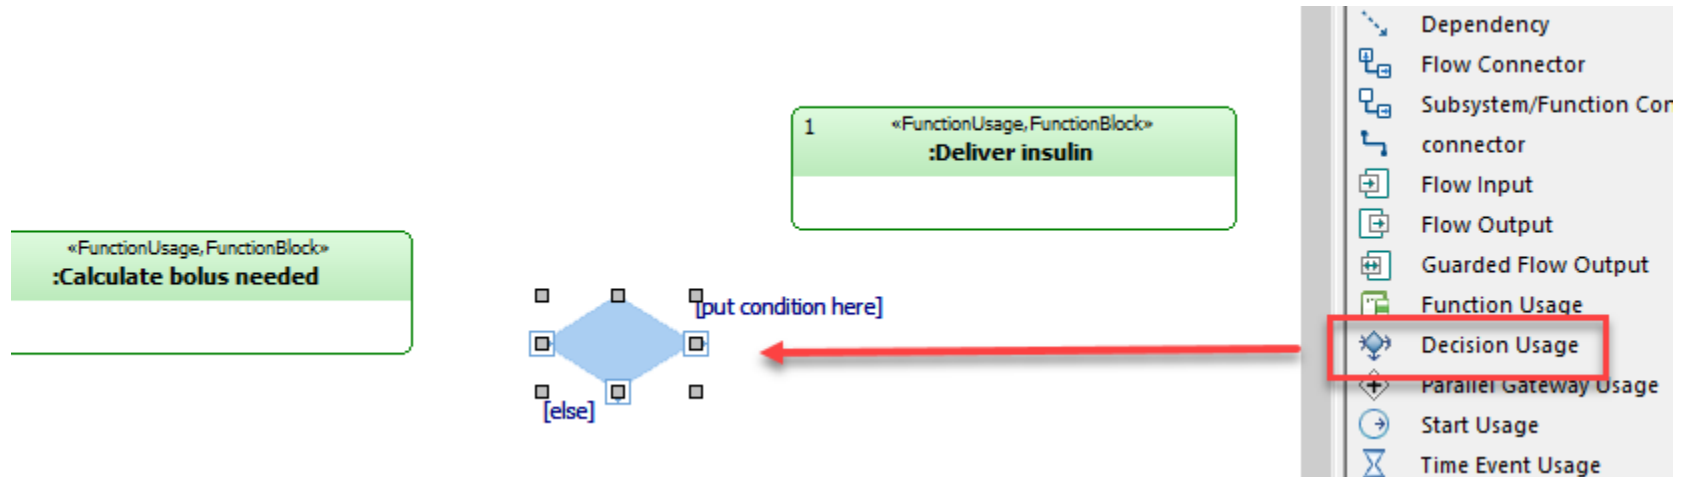 1
«FunctionUsage,FunctionBlock»
:Deliver insulin
«FunctionUsage,FunctionBlock»
:Calculate bolus needed
[put condition here]
[else]
Dependency
Flow Connector
Subsystem/Function Con
connector
Flow Input
Flow Output
Guarded Flow Output
Function Usage
Decision Usage
Parallel Gateway Usage
Start Usage
Time Event Usage